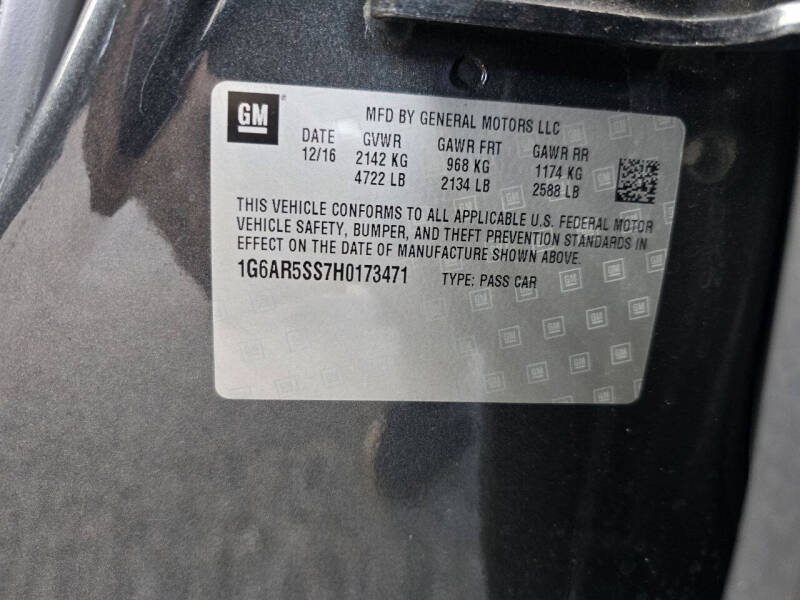 GM
MFD BY GENERAL MOTORS LLC
DATE GVWR GAWR FRT GAWR RR
12/16 2142 KG 968 KG 1174 KG
4722 LB 2134 LB 2588 LB
THIS VEHICLE CONFORMS TO ALL APPLICABLE U.S. FEDERAL MOTOR
VEHICLE SAFETY, BUMPER, AND THEFT PREVENTION STANDARDS IN
EFFECT ON THE DATE OF MANUFACTURE SHOWN ABOVE.
1G6AR5SS7H0173471 TYPE: PASS CAR